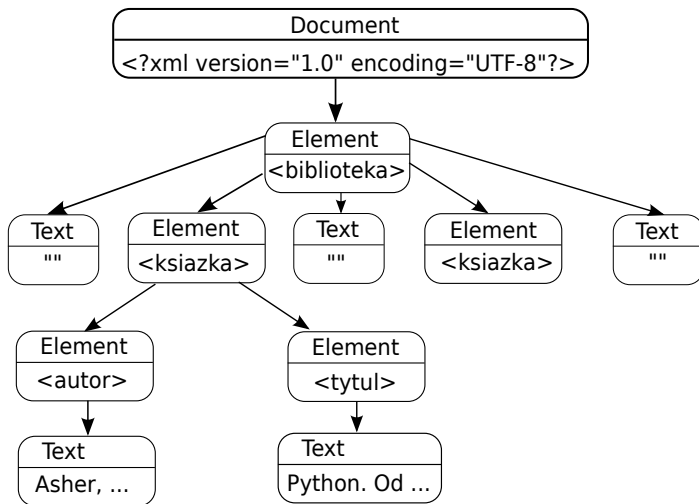 Document
<?xml version="1.0" encoding="UTF-8"?>
Element
<biblioteka>
Text
""
Element
<ksiazka>
Text
""
Element
<ksiazka>
Text
""
Element
<autor>
Element
<tytul>
Text
Asher, ...
Text
Python. Od ...